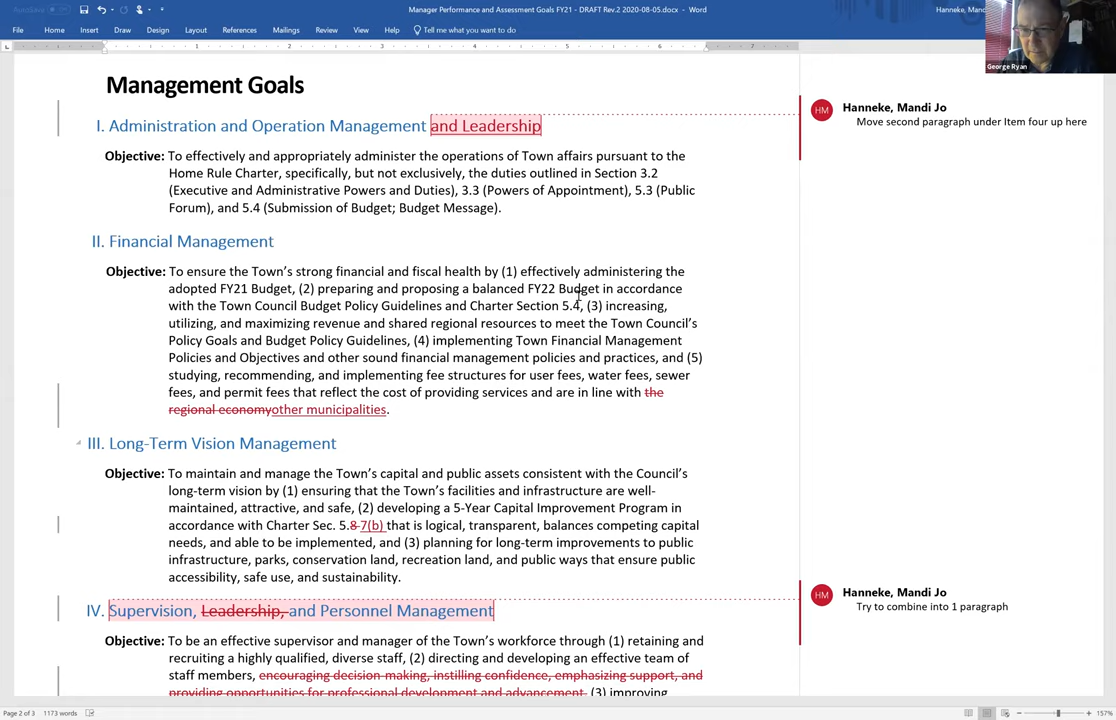 Manager Performance and Assessment Goals FY21 - DRAFT Rev.2 2020-08-05.docx - Word
Hanneke, Mandi
File Home Insert Draw Design Layout References Mailings Review View Help Tell me what you want to do
George Ryan
1 2 3 4 5 6 7
Management Goals
I. Administration and Operation Management and Leadership
Objective: To effectively and appropriately administer the operations of Town affairs pursuant to the
Home Rule Charter, specifically, but not exclusively, the duties outlined in Section 3.2
(Executive and Administrative Powers and Duties), 3.3 (Powers of Appointment), 5.3 (Public
Forum), and 5.4 (Submission of Budget; Budget Message).
II. Financial Management
Objective: To ensure the Town's strong financial and fiscal health by (1) effectively administering the
adopted FY21 Budget, (2) preparing and proposing a balanced FY22 Budget in accordance
with the Town Council Budget Policy Guidelines and Charter Section 5.4, (3) increasing,
utilizing, and maximizing revenue and shared regional resources to meet the Town Council's
Policy Goals and Budget Policy Guidelines, (4) implementing Town Financial Management
Policies and Objectives and other sound financial management policies and practices, and (5)
studying, recommending, and implementing fee structures for user fees, water fees, sewer
fees, and permit fees that reflect the cost of providing services and are in line with the
regional economyother municipalities.
III. Long-Term Vision Management
Objective: To maintain and manage the Town's capital and public assets consistent with the Council's
long-term vision by (1) ensuring that the Town's facilities and infrastructure are well-
maintained, attractive, and safe, (2) developing a 5-Year Capital Improvement Program in
accordance with Charter Sec. 5.8 7(b) that is logical, transparent, balances competing capital
needs, and able to be implemented, and (3) planning for long-term improvements to public
infrastructure, parks, conservation land, recreation land, and public ways that ensure public
accessibility, safe use, and sustainability.
IV. Supervision, Leadership, and Personnel Management
Objective: To be an effective supervisor and manager of the Town's workforce through (1) retaining and
recruiting a highly qualified, diverse staff, (2) directing and developing an effective team of
staff members, encouraging decision-making, instilling confidence, emphasizing support, and
providing opportunities for professional development and advancement. (3) improving
HM Hanneke, Mandi Jo
Move second paragraph under Item four up here
HM Hanneke, Mandi Jo
Try to combine into 1 paragraph
Page 2 of 3 1173 words 157%